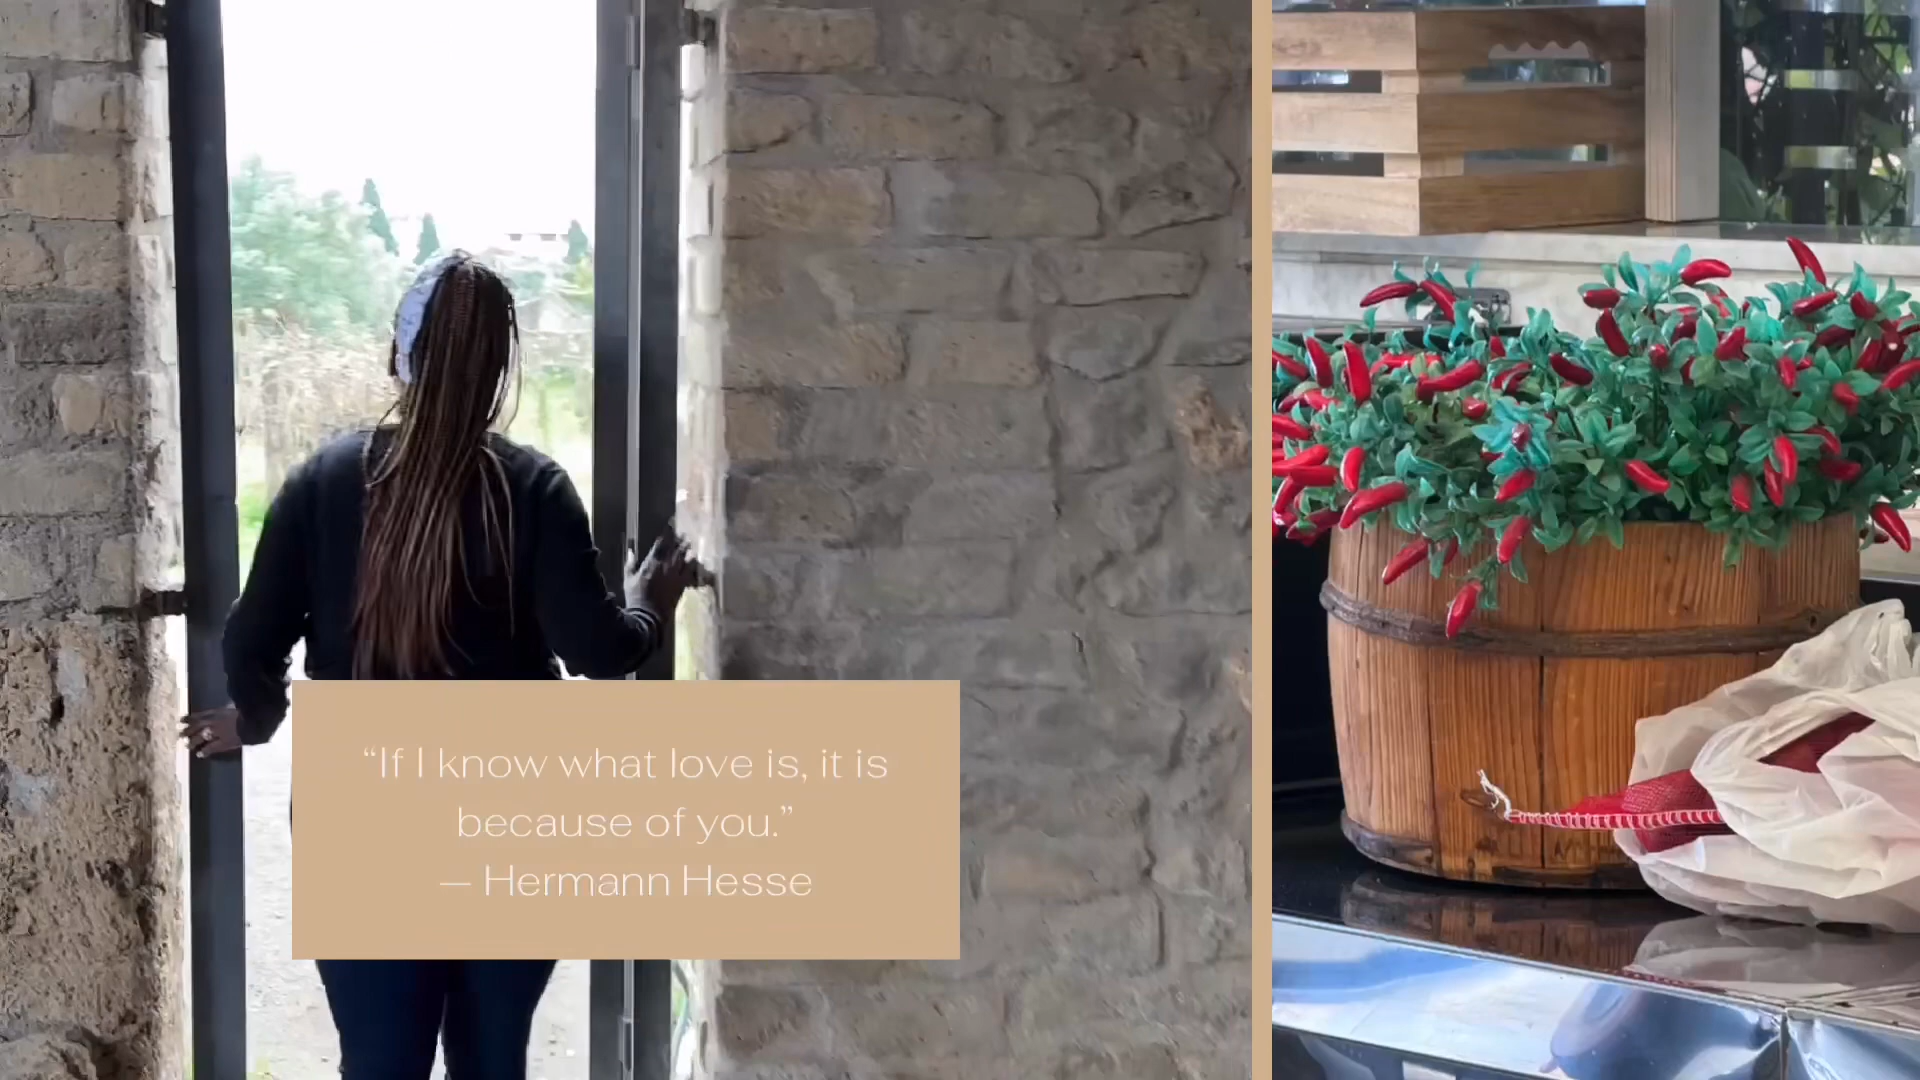 “If I know what love is, it is
because of you.”
— Hermann Hesse